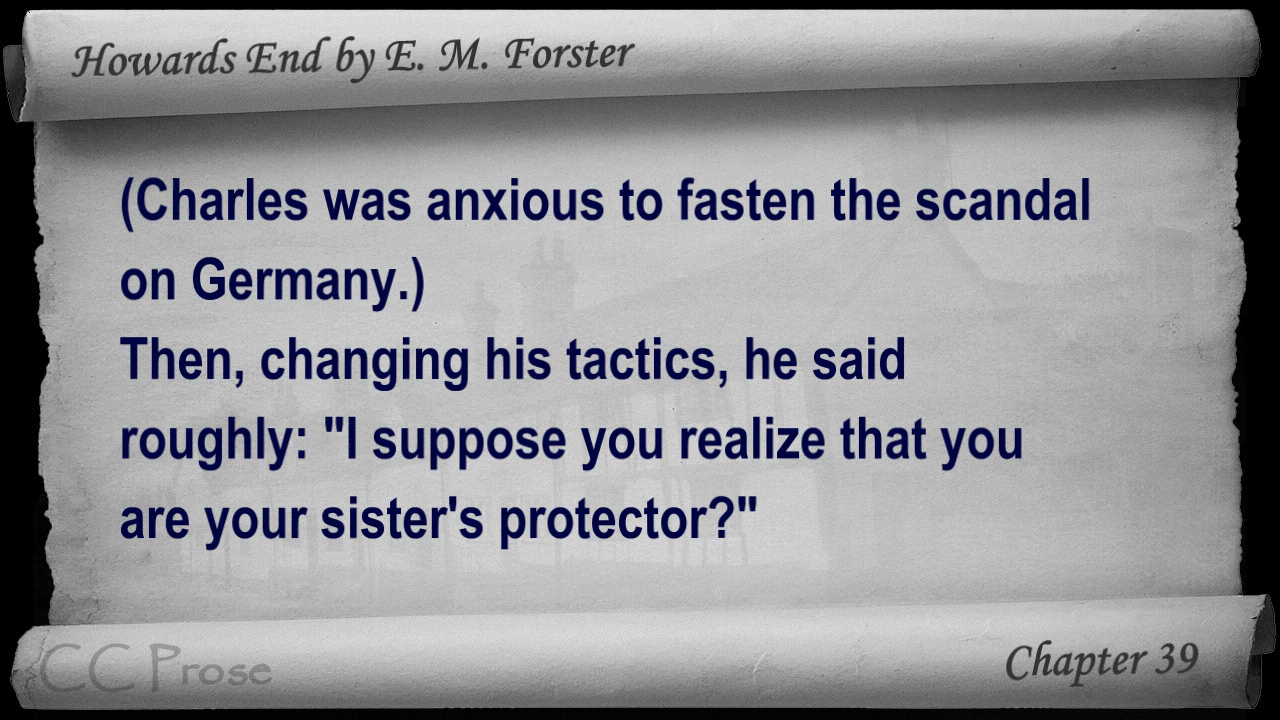 Howards End by E. M. Forster
(Charles was anxious to fasten the scandal
on Germany.)
Then, changing his tactics, he said
roughly: "I suppose you realize that you
are your sister's protector?"
CC Prose
Chapter 39